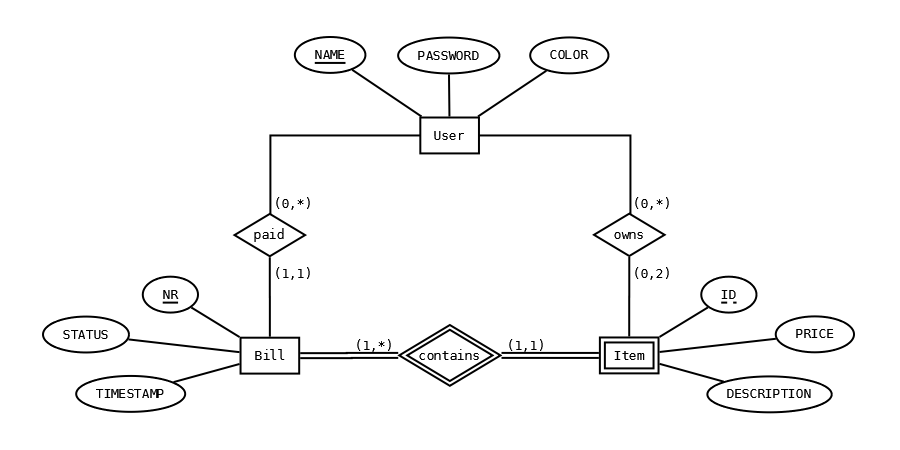 NAME
PASSWORD
COLOR
User
(0,*)
(0,*)
paid
owns
(1,1)
(0,2)
NR
ID
STATUS
PRICE
(1,*)
(1,1)
Bill
contains
Item
TIMESTAMP
DESCRIPTION